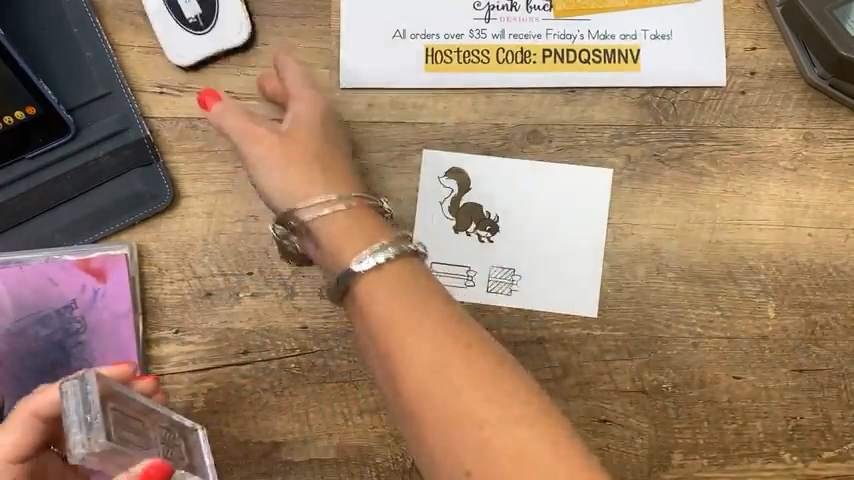 pink buck
DESIGNS
All orders over $35 will receive Friday's Make and Takes!
Hostess Code: PNDQSMNV